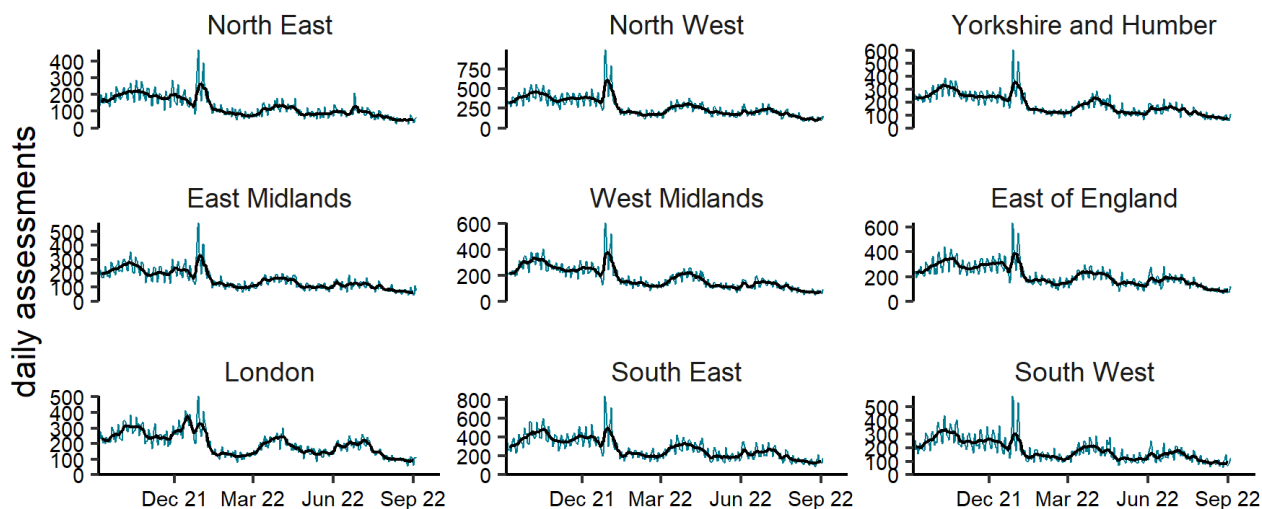 North East North West Yorkshire and Humber
400 300 200 100 0
750 500 250 0
600 500 400 300 200 100 0
daily assessments
East Midlands West Midlands East of England
500 400 300 200 100 0
600 400 200 0
600 400 200 0
London South East South West
500 400 300 200 100 0
800 600 400 200 0
500 400 300 200 100 0
Dec 21 Mar 22 Jun 22 Sep 22 Dec 21 Mar 22 Jun 22 Sep 22 Dec 21 Mar 22 Jun 22 Sep 22